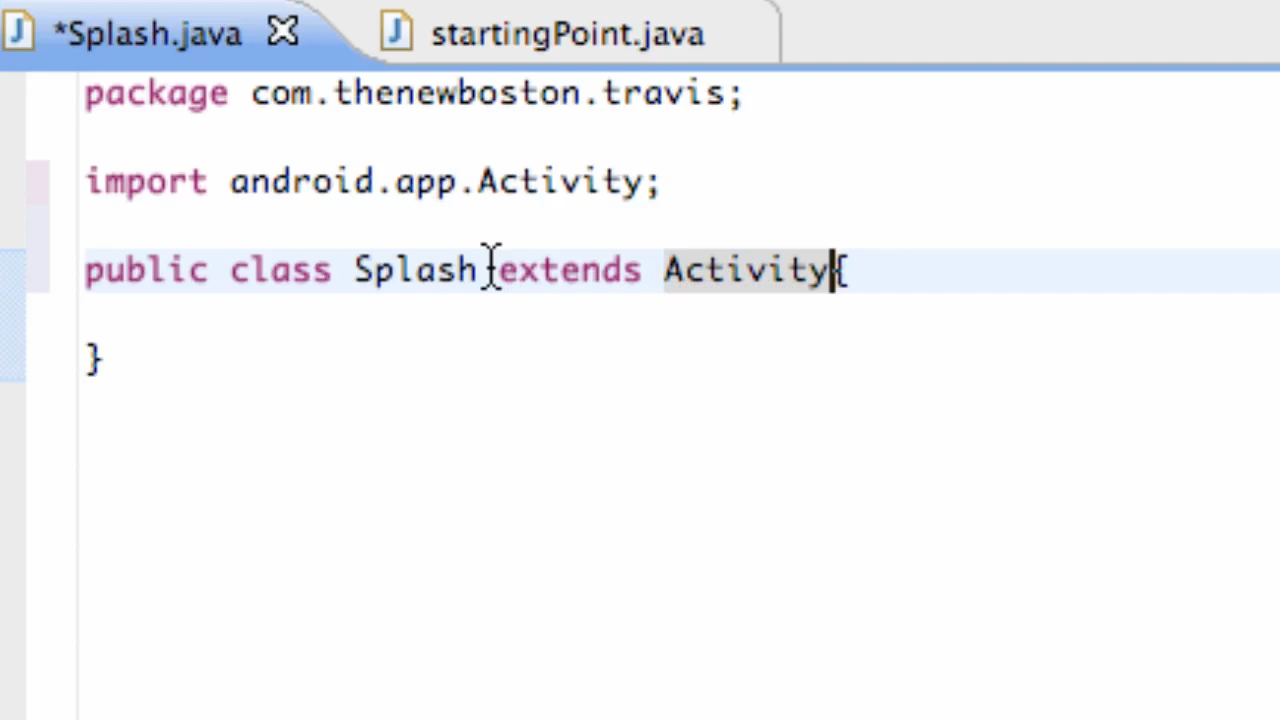 *Splash.java startingPoint.java
package com.thenewboston.travis;
import android.app.Activity;
public class Splash extends Activity{
}